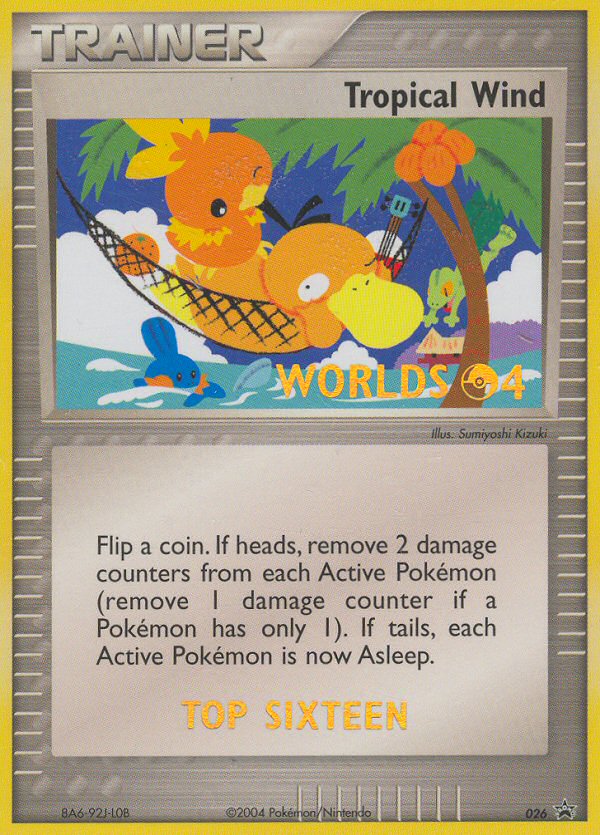 TRAINER
Tropical Wind
WORLDS 04
Illus. Sumiyoshi Kizuki
Flip a coin. If heads, remove 2 damage
counters from each Active Pokémon
(remove 1 damage counter if a
Pokémon has only 1). If tails, each
Active Pokémon is now Asleep.
TOP SIXTEEN
8A6-92J-L0B
©2004 Pokémon/Nintendo
026